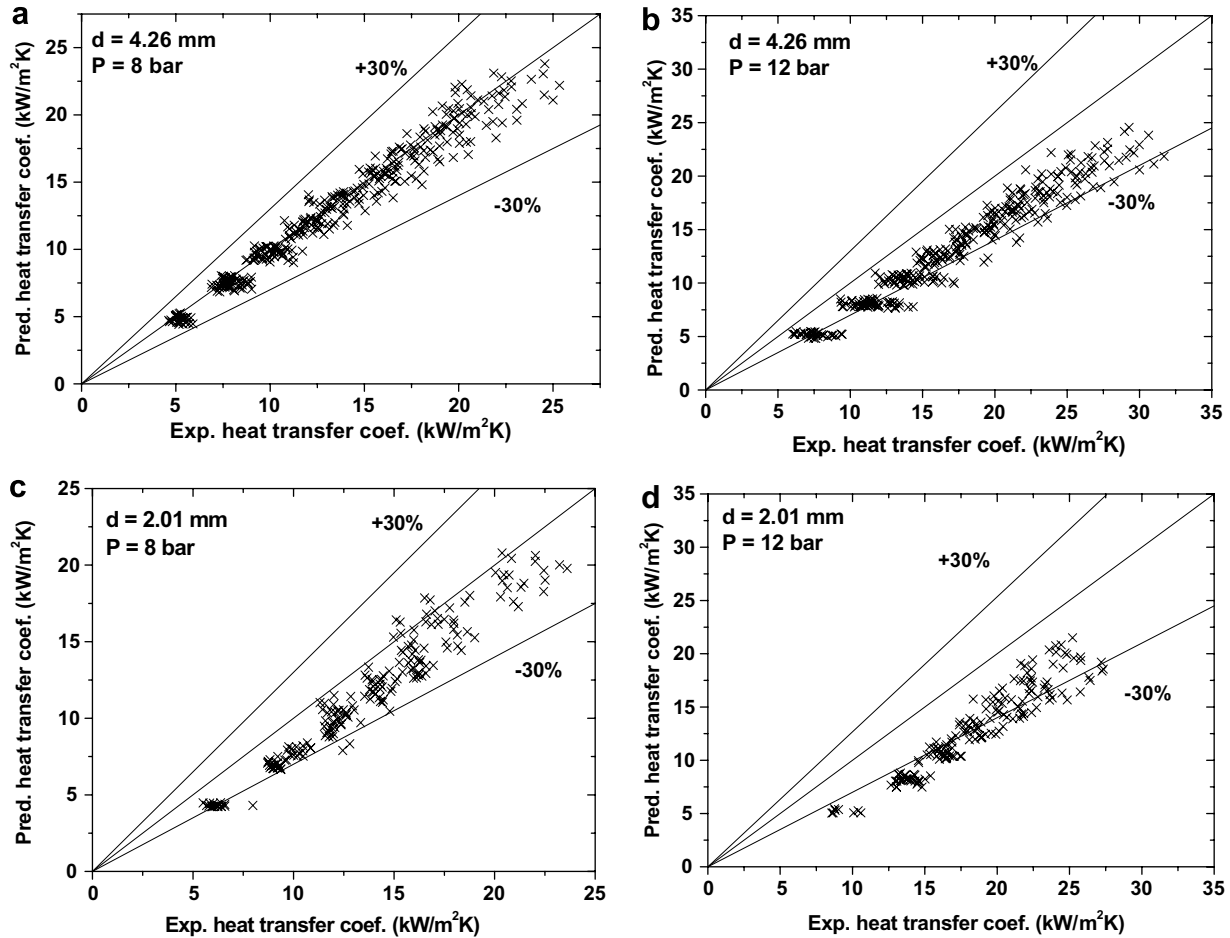 a
d = 4.26 mm
P = 8 bar
+30%
-30%
25
20
15
10
5
0
0 5 10 15 20 25
Pred. heat transfer coef. (kW/m²K)
Exp. heat transfer coef. (kW/m²K)
b
d = 4.26 mm
P = 12 bar
+30%
-30%
35
30
25
20
15
10
5
0
0 5 10 15 20 25 30 35
Pred. heat transfer coef. (kW/m²K)
Exp. heat transfer coef. (kW/m²K)
c
d = 2.01 mm
P = 8 bar
+30%
-30%
25
20
15
10
5
0
0 5 10 15 20 25
Pred. heat transfer coef. (kW/m²K)
Exp. heat transfer coef. (kW/m²K)
d
d = 2.01 mm
P = 12 bar
+30%
-30%
35
30
25
20
15
10
5
0
0 5 10 15 20 25 30 35
Pred. heat transfer coef. (kW/m²K)
Exp. heat transfer coef. (kW/m²K)